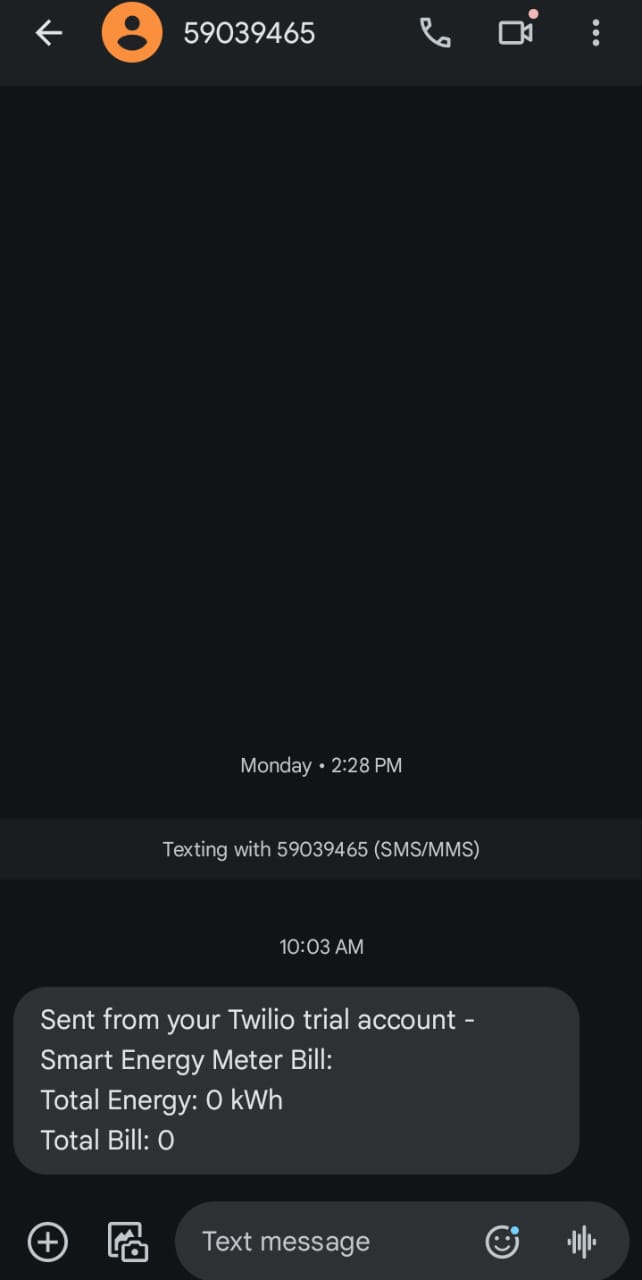 59039465
Monday • 2:28 PM
Texting with 59039465 (SMS/MMS)
10:03 AM
Sent from your Twilio trial account -
Smart Energy Meter Bill:
Total Energy: 0 kWh
Total Bill: 0
Text message